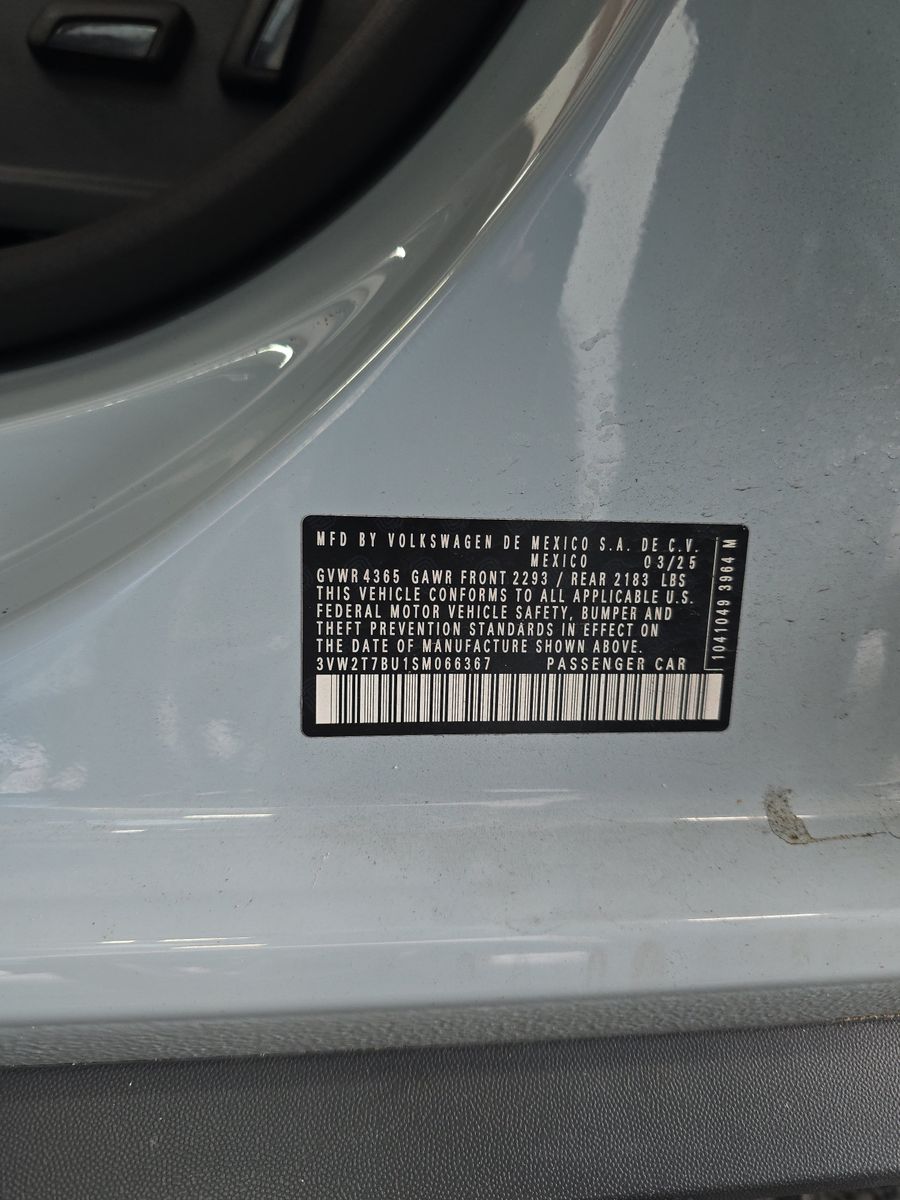 MFD BY VOLKSWAGEN DE MEXICO S.A. DE C.V.
MEXICO 03/25
GVWR 4365 GAWR FRONT 2293 / REAR 2183 LBS
THIS VEHICLE CONFORMS TO ALL APPLICABLE U.S.
FEDERAL MOTOR VEHICLE SAFETY, BUMPER AND
THEFT PREVENTION STANDARDS IN EFFECT ON
THE DATE OF MANUFACTURE SHOWN ABOVE.
3VW2T7BU1SM066367 PASSENGER CAR
1041049 3964 M